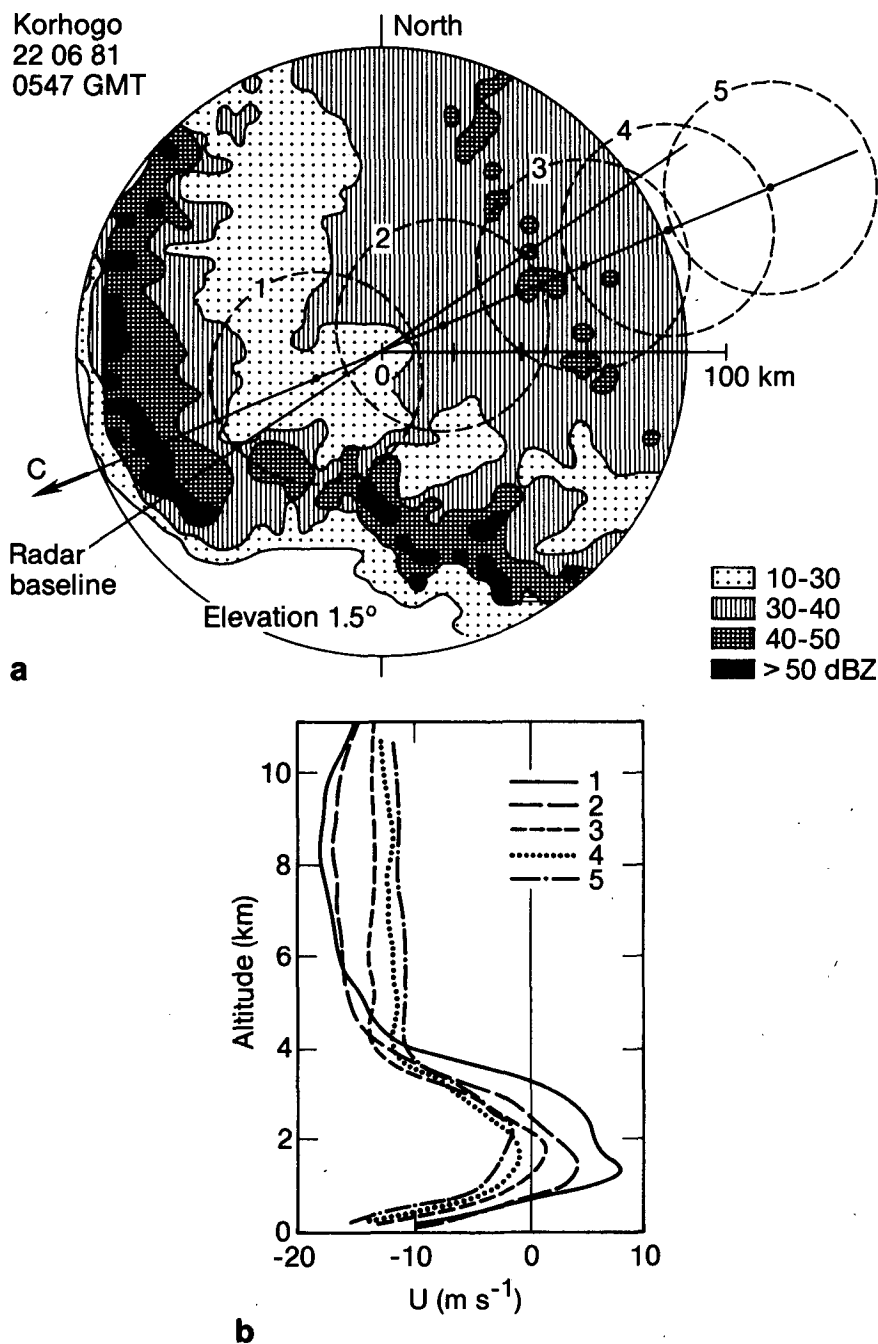 Korhogo
22 06 81
0547 GMT
North
5
4
3
2
1
0
100 km
C
Radar
baseline
Elevation 1.5°
10-30
30-40
40-50
> 50 dBZ
a
10
8
6
4
2
0
Altitude (km)
1
2
3
4
5
-20
-10
0
10
U (m s⁻¹)
b